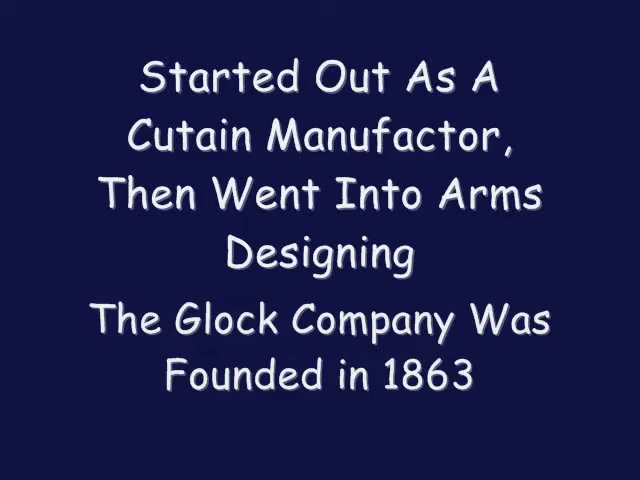 Started Out As A
Cutain Manufactor,
Then Went Into Arms
Designing
The Glock Company Was
Founded in 1863